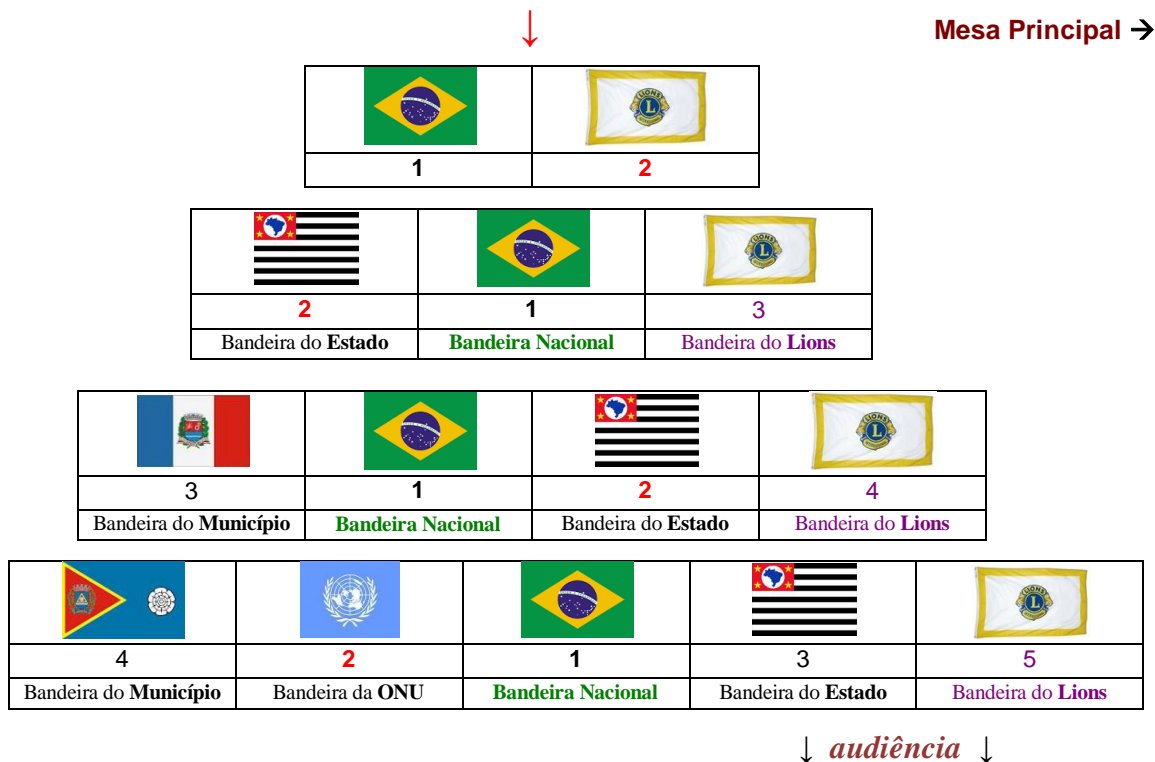 ↓
Mesa Principal →
1 2
LIONS
L
2 1 3
Bandeira do Estado Bandeira Nacional Bandeira do Lions
3 1 2 4
Bandeira do Município Bandeira Nacional Bandeira do Estado Bandeira do Lions
4 2 1 3 5
Bandeira do Município Bandeira da ONU Bandeira Nacional Bandeira do Estado Bandeira do Lions
↓ audiência ↓